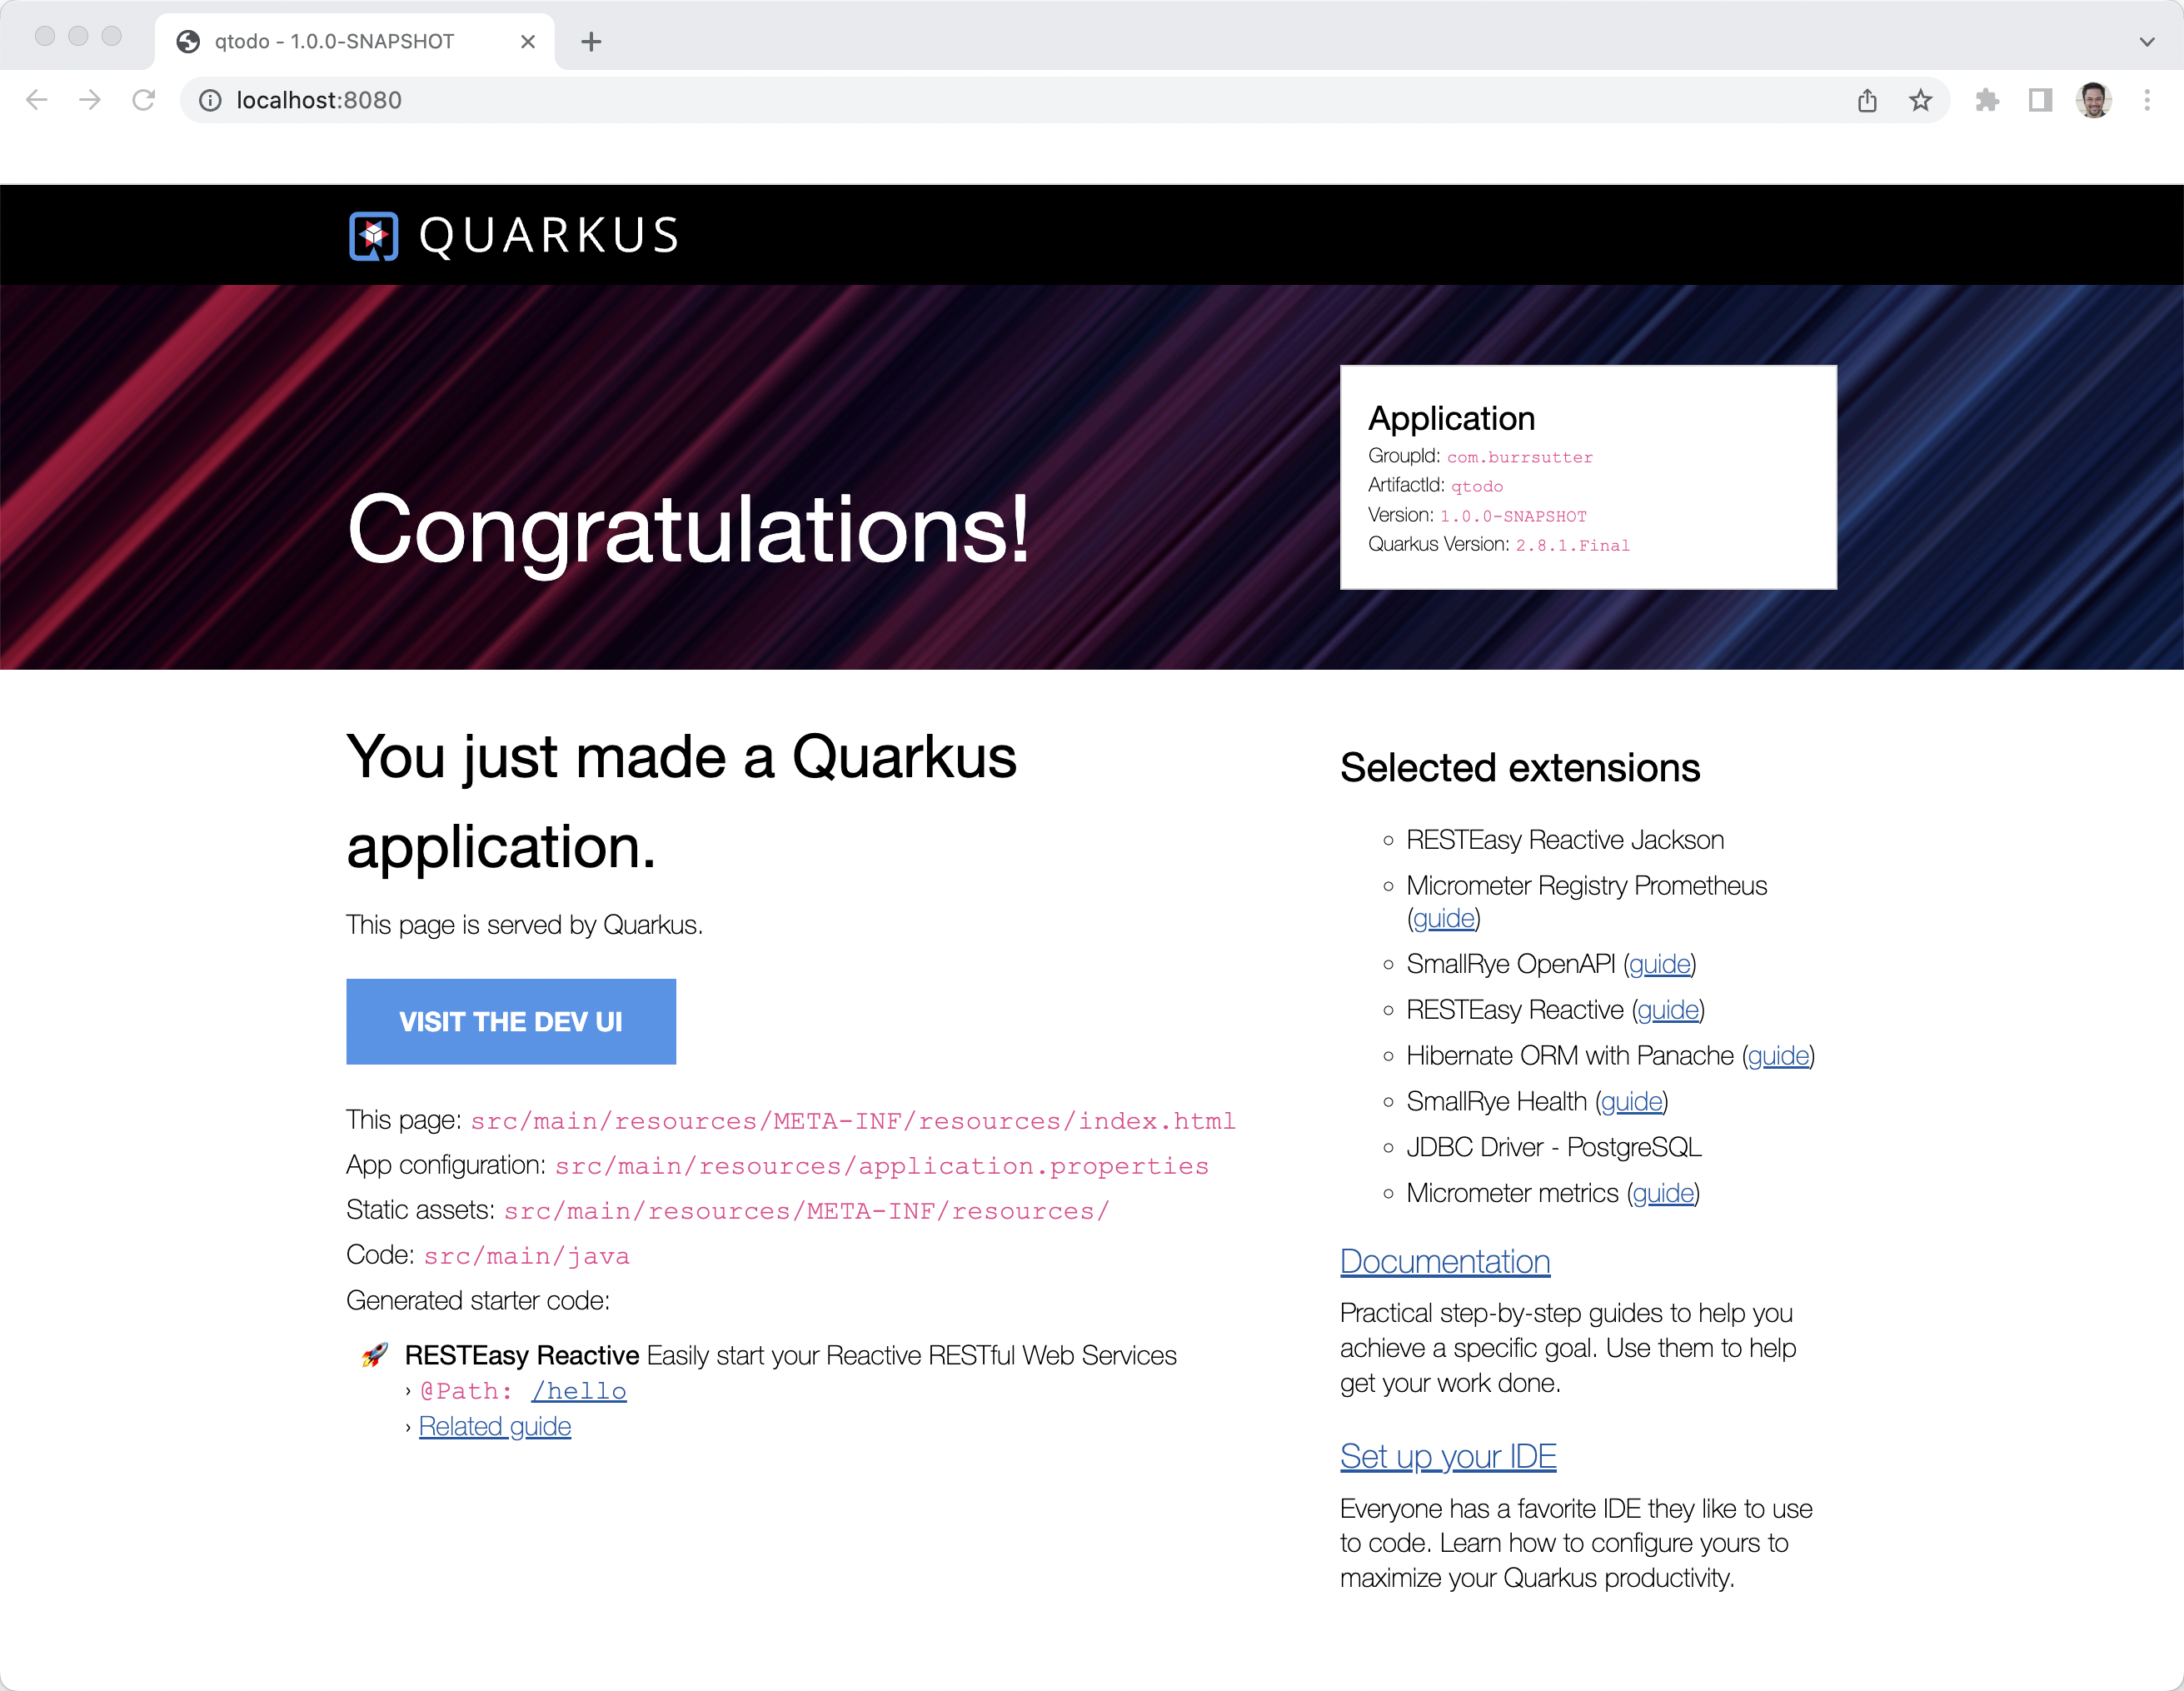 qtodo - 1.0.0-SNAPSHOT
localhost:8080
QUARKUS
Congratulations!
Application
GroupId: com.burrsutter
ArtifactId: qtodo
Version: 1.0.0-SNAPSHOT
Quarkus Version: 2.8.1.Final
You just made a Quarkus
application.
This page is served by Quarkus.
VISIT THE DEV UI
This page: src/main/resources/META-INF/resources/index.html
App configuration: src/main/resources/application.properties
Static assets: src/main/resources/META-INF/resources/
Code: src/main/java
Generated starter code:
🚀 RESTEasy Reactive Easily start your Reactive RESTful Web Services
› @Path: /hello
› Related guide
Selected extensions
◦ RESTEasy Reactive Jackson
◦ Micrometer Registry Prometheus
(guide)
◦ SmallRye OpenAPI (guide)
◦ RESTEasy Reactive (guide)
◦ Hibernate ORM with Panache (guide)
◦ SmallRye Health (guide)
◦ JDBC Driver - PostgreSQL
◦ Micrometer metrics (guide)
Documentation
Practical step-by-step guides to help you
achieve a specific goal. Use them to help
get your work done.
Set up your IDE
Everyone has a favorite IDE they like to use
to code. Learn how to configure yours to
maximize your Quarkus productivity.